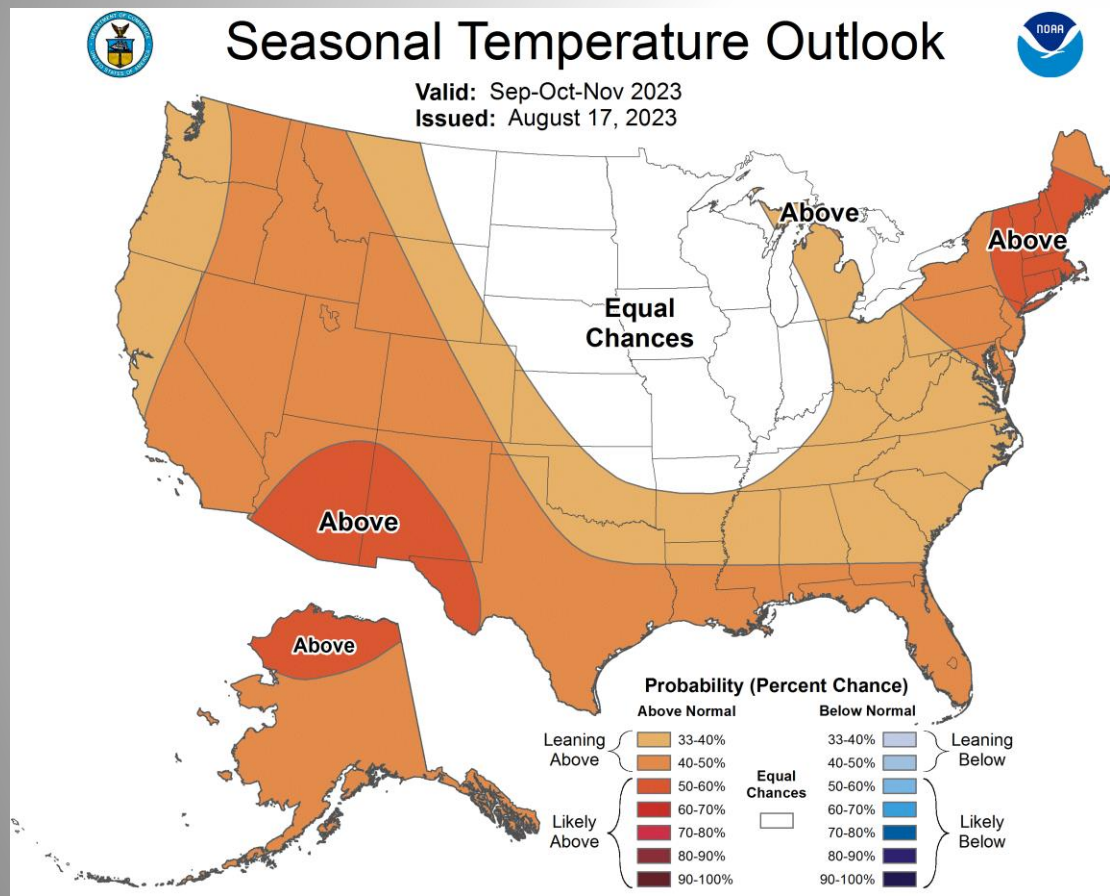 Seasonal Temperature Outlook
NOAA
Valid: Sep-Oct-Nov 2023
Issued: August 17, 2023
Above
Above
Equal
Chances
Above
Above
Probability (Percent Chance)
Above Normal
Below Normal
Leaning
Above
33-40%
40-50%
50-60%
60-70%
70-80%
80-90%
90-100%
Likely
Above
Equal
Chances
33-40%
40-50%
50-60%
60-70%
70-80%
80-90%
90-100%
Leaning
Below
Likely
Below